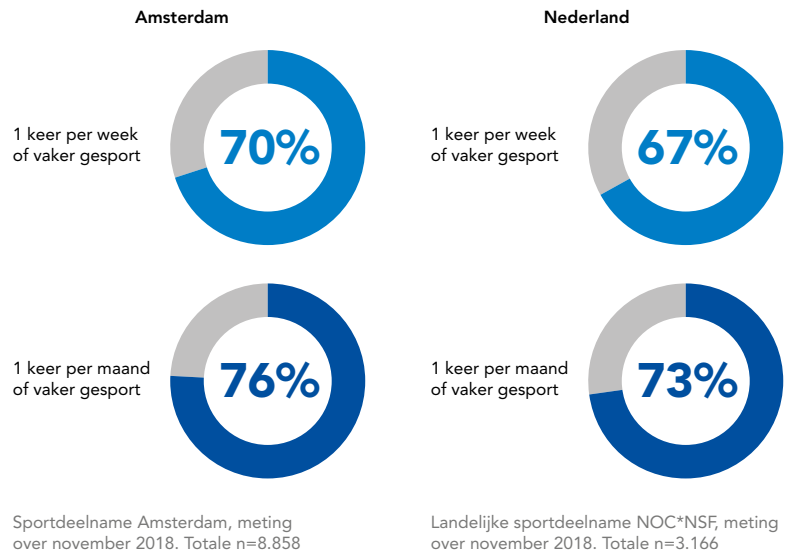 Amsterdam
1 keer per week
of vaker gesport
70%
1 keer per maand
of vaker gesport
76%
Sportdeelname Amsterdam, meting
over november 2018. Totale n=8.858
Nederland
1 keer per week
of vaker gesport
67%
1 keer per maand
of vaker gesport
73%
Landelijke sportdeelname NOC*NSF, meting
over november 2018. Totale n=3.166